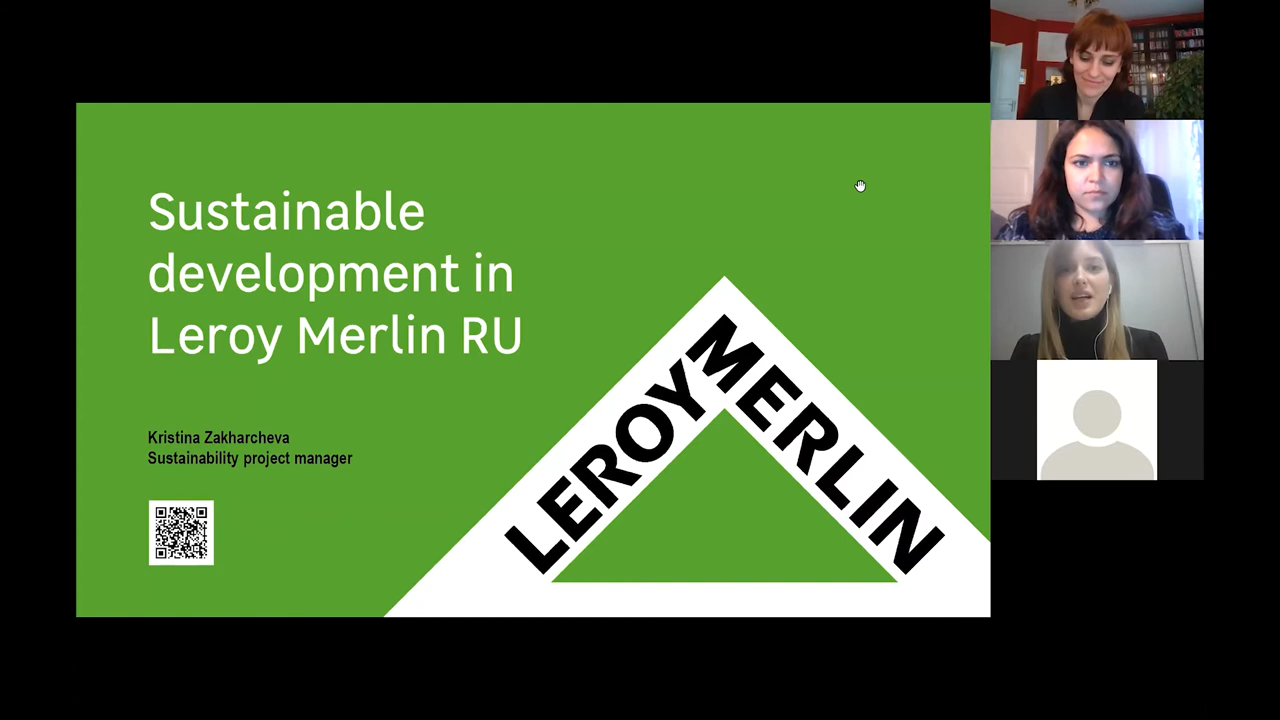 Sustainable
development in
Leroy Merlin RU
Kristina Zakharcheva
Sustainability project manager
LEROY MERLIN